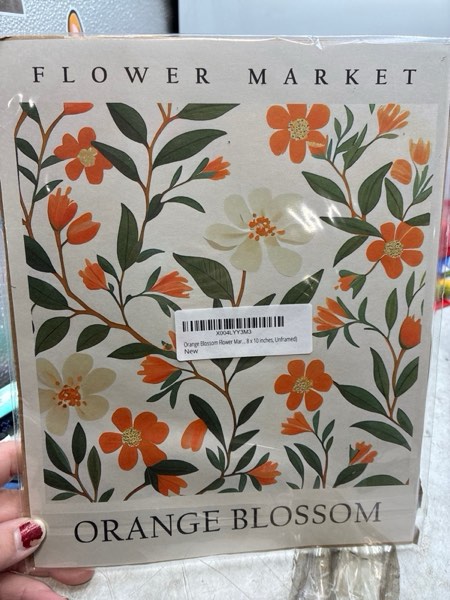 FLOWER MARKET
X004LYY3M3
Orange Blossom Flower Mar... 8 x 10 inches, Unframed)
New
ORANGE BLOSSOM